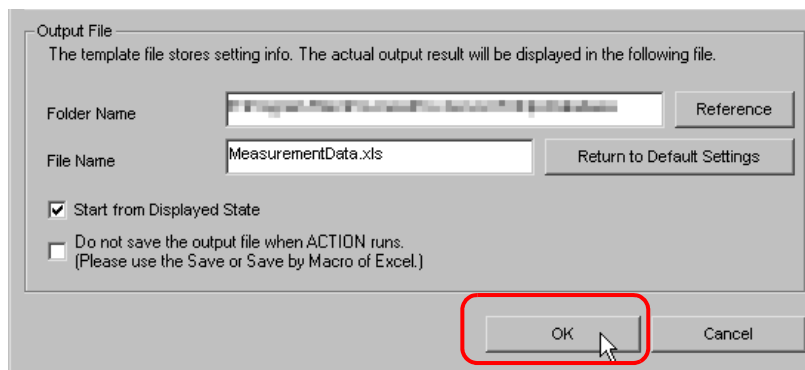 Output File
The template file stores setting info. The actual output result will be displayed in the following file.
Folder Name
Reference
File Name
MeasurementData.xls
Return to Default Settings
Start from Displayed State
Do not save the output file when ACTION runs.
(Please use the Save or Save by Macro of Excel.)
OK
Cancel